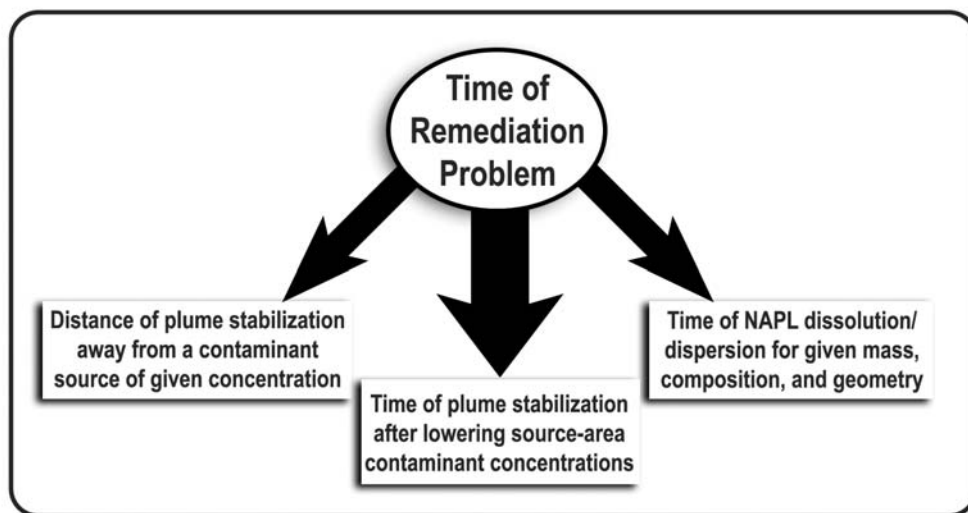 Time of
Remediation
Problem
Distance of plume stabilization
away from a contaminant
source of given concentration
Time of plume stabilization
after lowering source-area
contaminant concentrations
Time of NAPL dissolution/
dispersion for given mass,
composition, and geometry